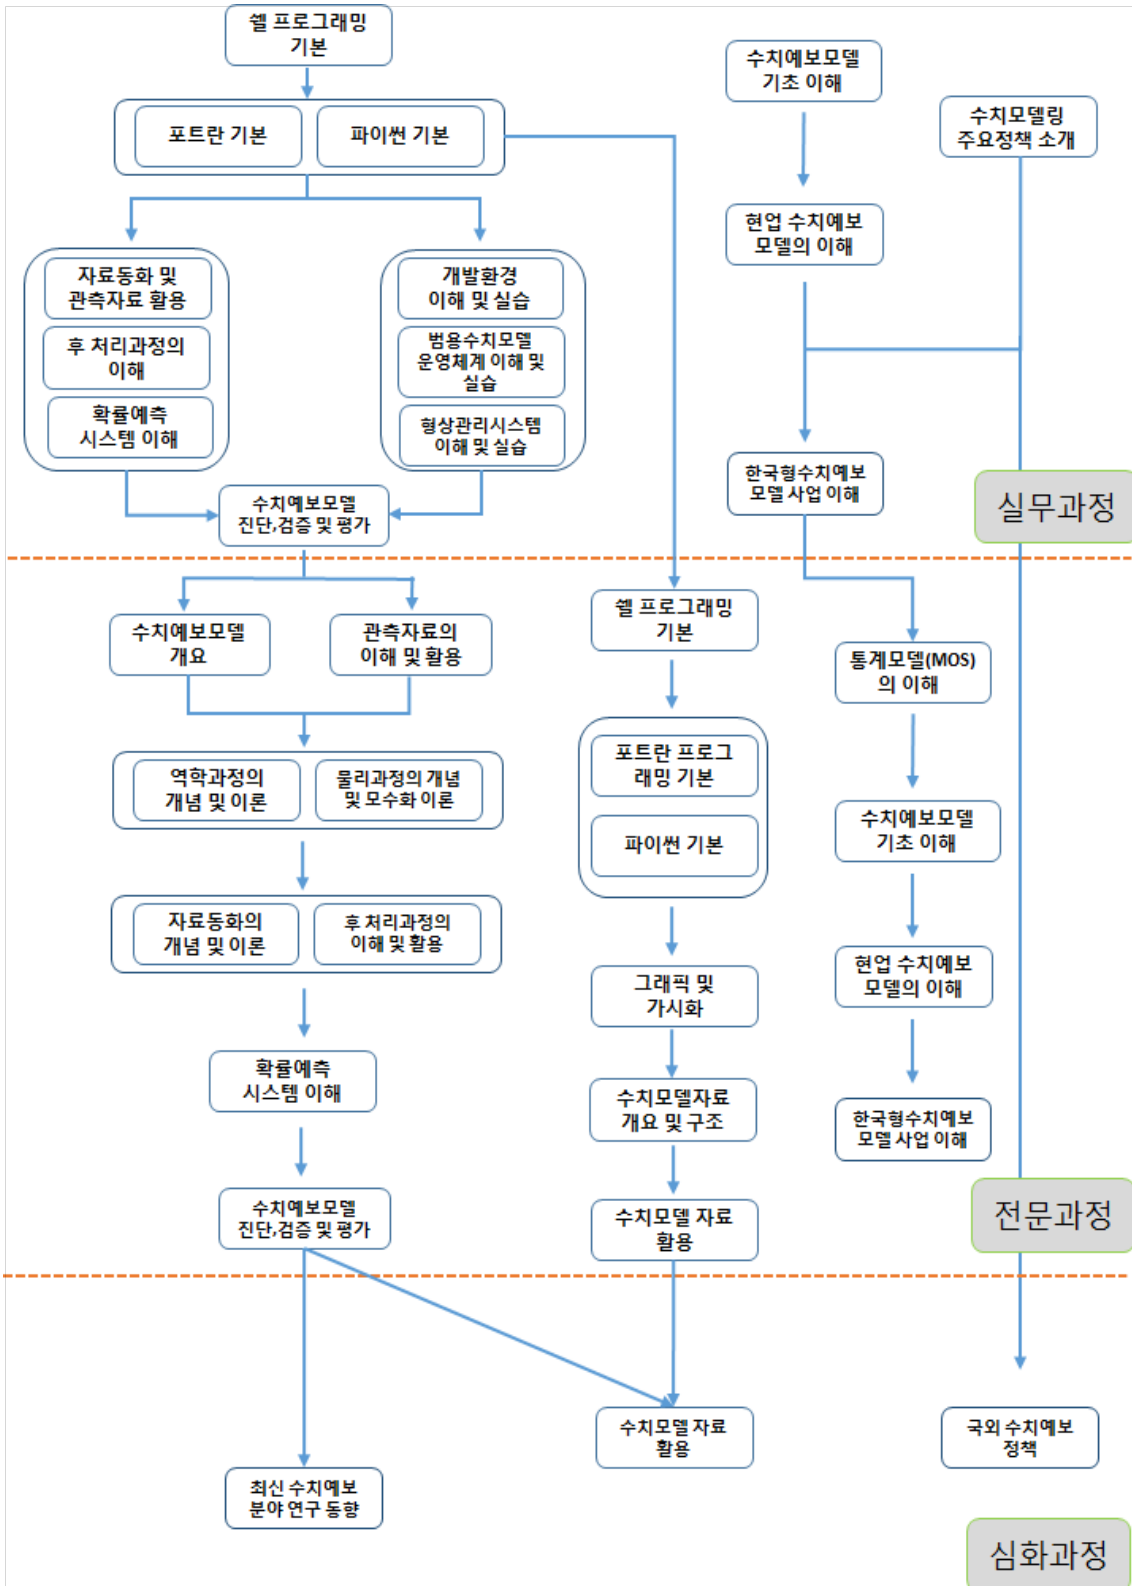 쉘 프로그래밍
기본
수치예보모델
기초 이해
포트란 기본
파이썬 기본
수치모델링
주요정책 소개
현업 수치예보
모델의 이해
자료동화 및
관측자료 활용
후 처리과정의
이해
확률예측
시스템 이해
개발환경
이해 및 실습
범용수치모델
운영체계 이해 및
실습
형상관리시스템
이해 및 실습
한국형수치예보
모델 사업 이해
수치예보모델
진단,검증 및 평가
실무과정
수치예보모델
개요
관측자료의
이해 및 활용
쉘 프로그래밍
기본
통계모델(MOS)
의 이해
역학과정의
개념 및 이론
물리과정의 개념
및 모수화 이론
포트란 프로그
래밍 기본
파이썬 기본
수치예보모델
기초 이해
자료동화의
개념 및 이론
후 처리과정의
이해 및 활용
그래픽 및
가시화
현업 수치예보
모델의 이해
확률예측
시스템 이해
수치모델자료
개요 및 구조
한국형수치예보
모델 사업 이해
수치예보모델
진단,검증 및 평가
수치모델 자료
활용
전문과정
수치모델 자료
활용
국외 수치예보
정책
최신 수치예보
분야 연구 동향
심화과정